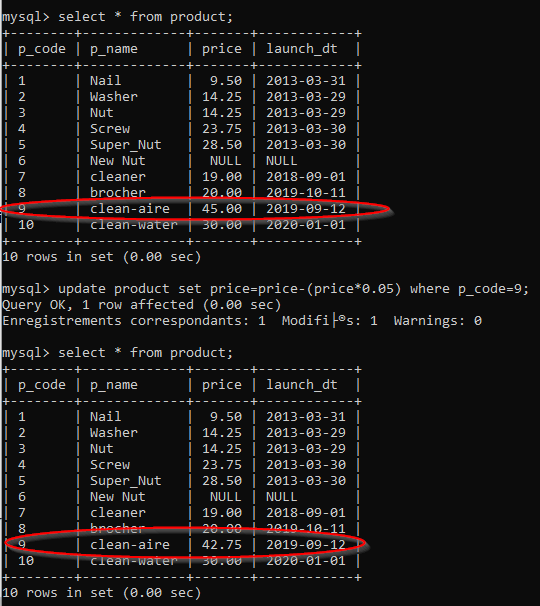 mysql> select * from product;
+--------+-------------+-------+------------+
| p_code | p_name      | price | launch_dt  |
+--------+-------------+-------+------------+
| 1      | Nail        |  9.50 | 2013-03-31 |
| 2      | Washer      | 14.25 | 2013-03-29 |
| 3      | Nut         | 14.25 | 2013-03-29 |
| 4      | Screw       | 23.75 | 2013-03-30 |
| 5      | Super_Nut   | 28.50 | 2013-03-30 |
| 6      | New Nut     |  NULL | NULL       |
| 7      | cleaner     | 19.00 | 2018-09-01 |
| 8      | brocher     | 20.00 | 2019-10-11 |
| 9      | clean-aire  | 45.00 | 2019-09-12 |
| 10     | clean-water | 30.00 | 2020-01-01 |
+--------+-------------+-------+------------+
10 rows in set (0.00 sec)
mysql> update product set price=price-(price*0.05) where p_code=9;
Query OK, 1 row affected (0.00 sec)
Enregistrements correspondants: 1  Modifi├®s: 1  Warnings: 0
mysql> select * from product;
+--------+-------------+-------+------------+
| p_code | p_name      | price | launch_dt  |
+--------+-------------+-------+------------+
| 1      | Nail        |  9.50 | 2013-03-31 |
| 2      | Washer      | 14.25 | 2013-03-29 |
| 3      | Nut         | 14.25 | 2013-03-29 |
| 4      | Screw       | 23.75 | 2013-03-30 |
| 5      | Super_Nut   | 28.50 | 2013-03-30 |
| 6      | New Nut     |  NULL | NULL       |
| 7      | cleaner     | 19.00 | 2018-09-01 |
| 8      | brocher     | 20.00 | 2019-10-11 |
| 9      | clean-aire  | 42.75 | 2019-09-12 |
| 10     | clean-water | 30.00 | 2020-01-01 |
+--------+-------------+-------+------------+
10 rows in set (0.00 sec)